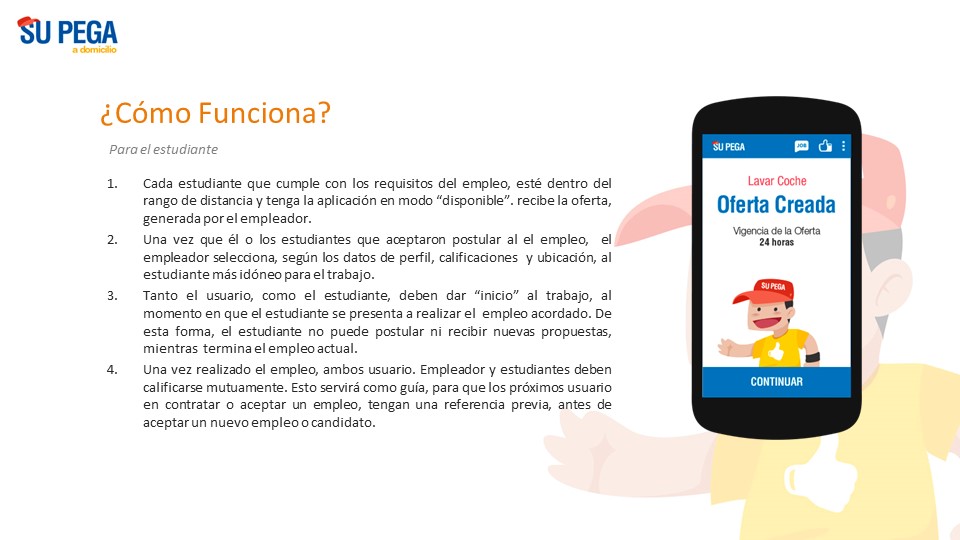 SU PEGA
a domicilio
¿Cómo Funciona?
Para el estudiante
1. Cada estudiante que cumple con los requisitos del empleo, esté dentro del
rango de distancia y tenga la aplicación en modo “disponible”. recibe la oferta,
generada por el empleador.
2. Una vez que él o los estudiantes que aceptaron postular al el empleo, el
empleador selecciona, según los datos de perfil, calificaciones y ubicación, al
estudiante más idóneo para el trabajo.
3. Tanto el usuario, como el estudiante, deben dar “inicio” al trabajo, al
momento en que el estudiante se presenta a realizar el empleo acordado. De
esta forma, el estudiante no puede postular ni recibir nuevas propuestas,
mientras termina el empleo actual.
4. Una vez realizado el empleo, ambos usuario. Empleador y estudiantes deben
calificarse mutuamente. Esto servirá como guía, para que los próximos usuario
en contratar o aceptar un empleo, tengan una referencia previa, antes de
aceptar un nuevo empleo o candidato.
SU PEGA
JOB
Lavar Coche
Oferta Creada
Vigencia de la Oferta
24 horas
SU PEGA
CONTINUAR